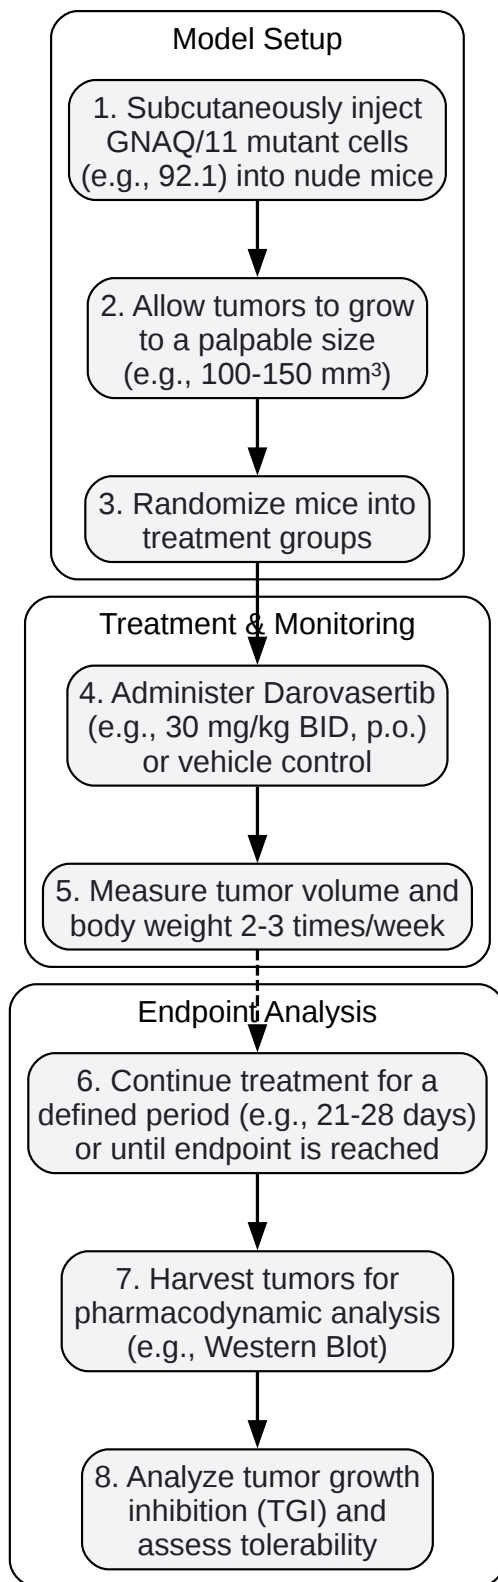 Model Setup
1. Subcutaneously inject
GNAQ/11 mutant cells
(e.g., 92.1) into nude mice
2. Allow tumors to grow
to a palpable size
(e.g., 100-150 mm³)
3. Randomize mice into
treatment groups
Treatment & Monitoring
4. Administer Darovasertib
(e.g., 30 mg/kg BID, p.o.)
or vehicle control
5. Measure tumor volume and
body weight 2-3 times/week
Endpoint Analysis
6. Continue treatment for a
defined period (e.g., 21-28 days)
or until endpoint is reached
7. Harvest tumors for
pharmacodynamic analysis
(e.g., Western Blot)
8. Analyze tumor growth
inhibition (TGI) and
assess tolerability